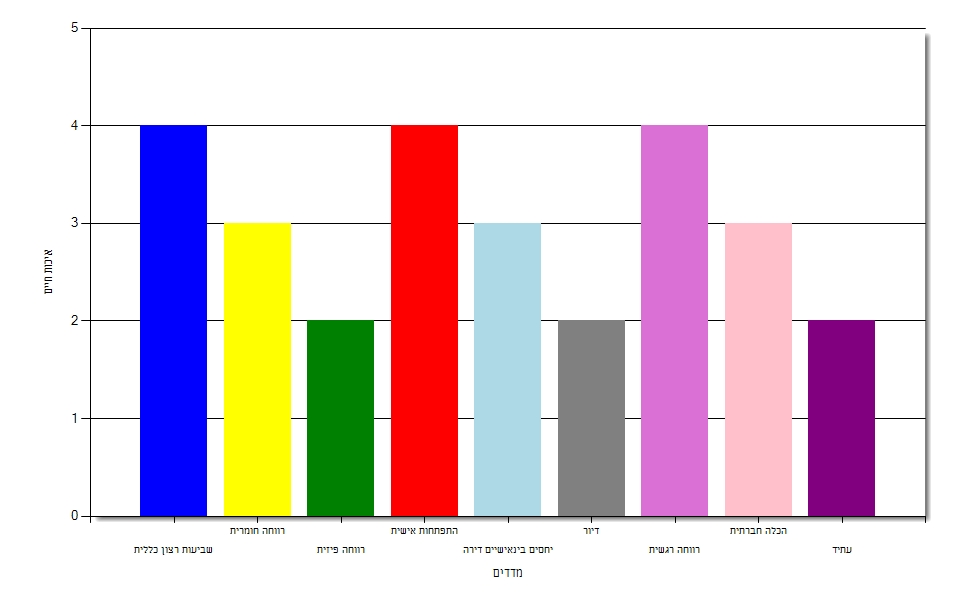 5
4
3
2
1
0
איכות חיים
שביעות רצון כללית
רווחה חומרית
רווחה פיזית
התפתחות אישית
יחסים בינאישיים דירה
דיור
רווחה רגשית
הכלה חברתית
עתיד
מדדים